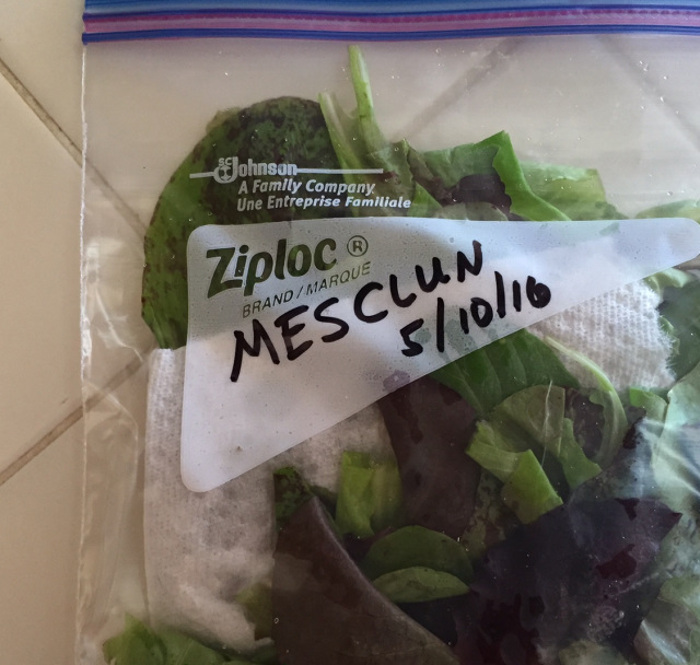 SC Johnson
A Family Company
Une Entreprise Familiale
Ziploc ®
BRAND / MARQUE
MESCLUN
5/10/16